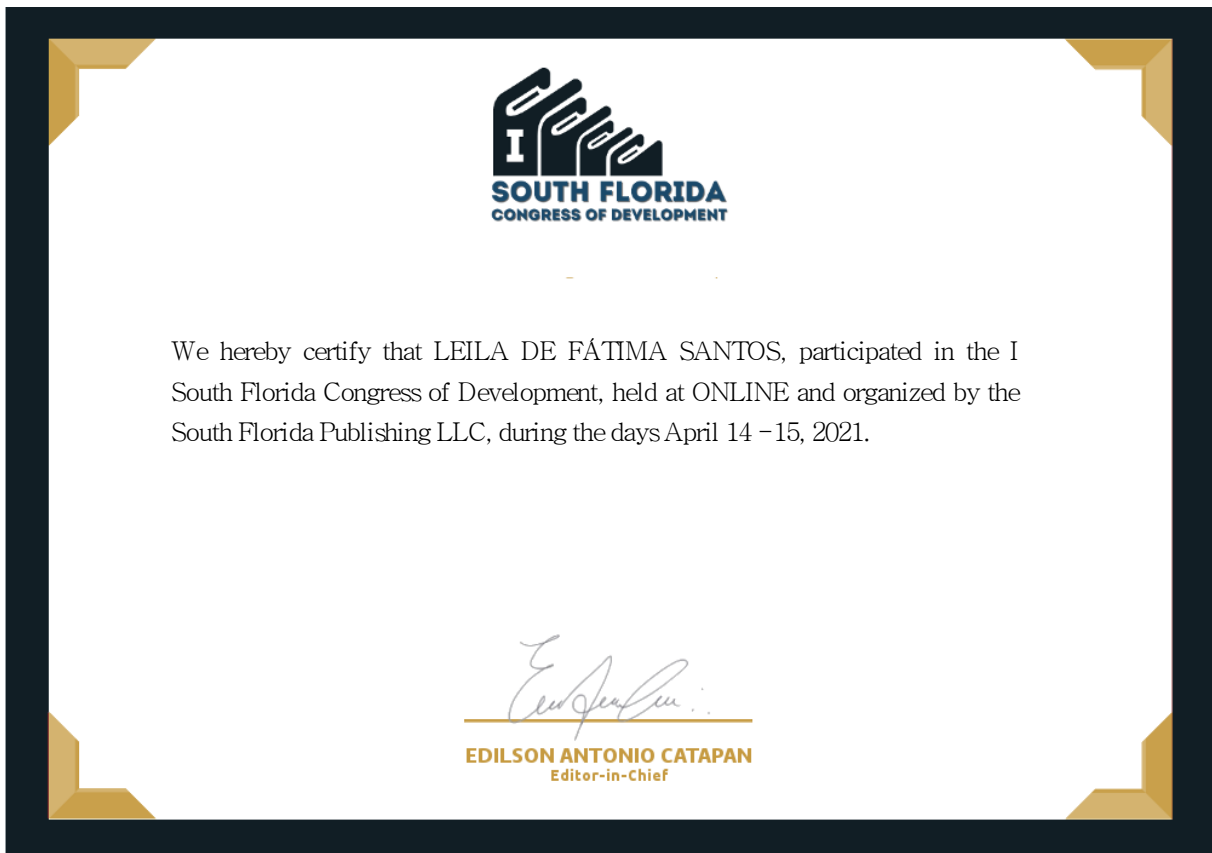 I
SOUTH FLORIDA
CONGRESS OF DEVELOPMENT
We hereby certify that LEILA DE FÁTIMA SANTOS, participated in the I
South Florida Congress of Development, held at ONLINE and organized by the
South Florida Publishing LLC, during the days April 14 -15, 2021.
EDILSON ANTONIO CATAPAN
Editor-in-Chief